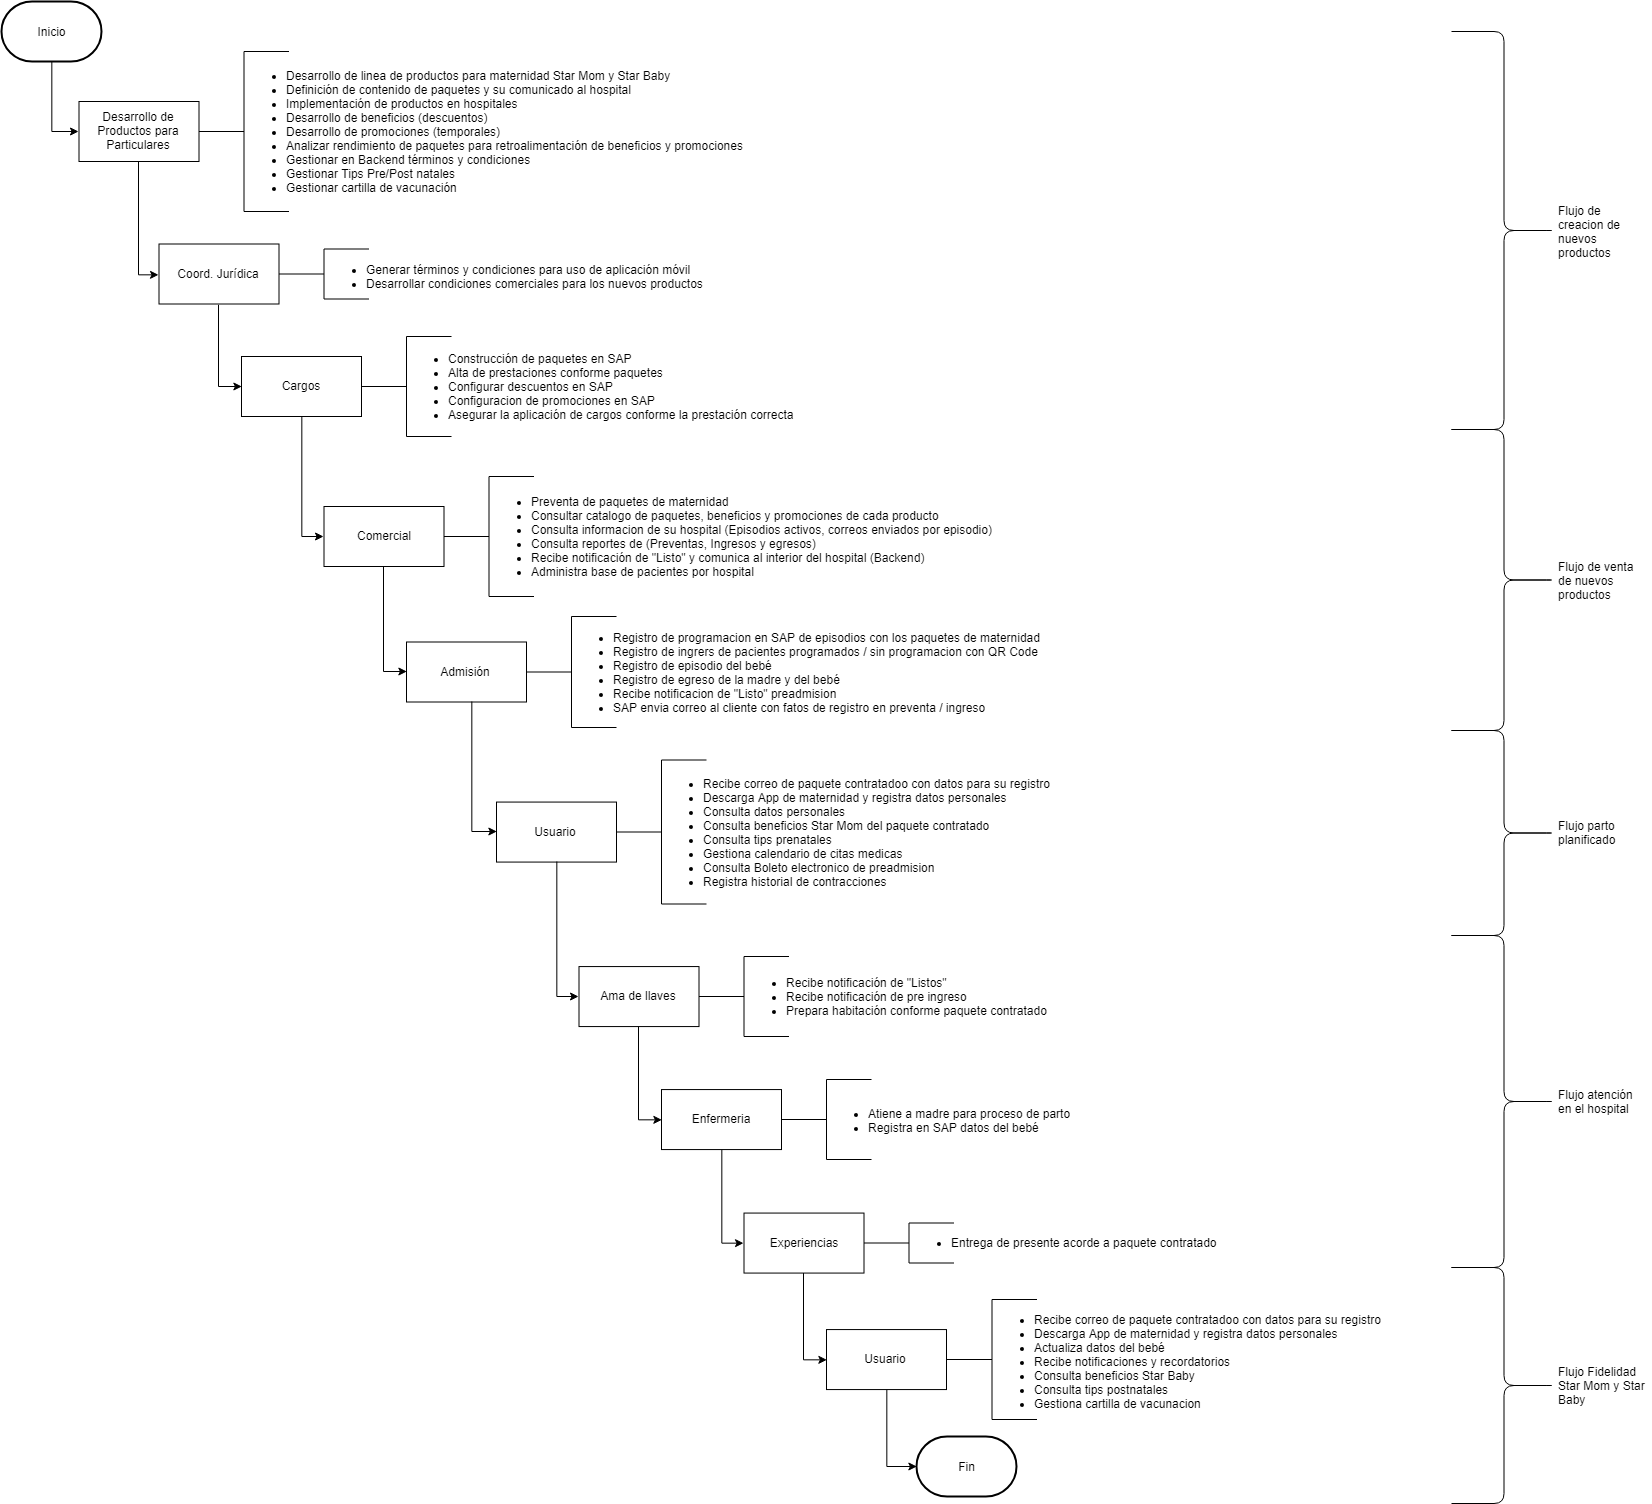 Inicio
Desarrollo de
Productos para
Particulares
Desarrollo de linea de productos para maternidad Star Mom y Star Baby
Definición de contenido de paquetes y su comunicado al hospital
Implementación de productos en hospitales
Desarrollo de beneficios (descuentos)
Desarrollo de promociones (temporales)
Analizar rendimiento de paquetes para retroalimentación de beneficios y promociones
Gestionar en Backend términos y condiciones
Gestionar Tips Pre/Post natales
Gestionar cartilla de vacunación
Flujo de
creacion de
nuevos
productos
Coord. Jurídica
Generar términos y condiciones para uso de aplicación móvil
Desarrollar condiciones comerciales para los nuevos productos
Cargos
Construcción de paquetes en SAP
Alta de prestaciones conforme paquetes
Configurar descuentos en SAP
Configuracion de promociones en SAP
Asegurar la aplicación de cargos conforme la prestación correcta
Comercial
Preventa de paquetes de maternidad
Consultar catalogo de paquetes, beneficios y promociones de cada producto
Consulta informacion de su hospital (Episodios activos, correos enviados por episodio)
Consulta reportes de (Preventas, Ingresos y egresos)
Recibe notificación de "Listo" y comunica al interior del hospital (Backend)
Administra base de pacientes por hospital
Flujo de venta
de nuevos
productos
Admisión
Registro de programacion en SAP de episodios con los paquetes de maternidad
Registro de ingrers de pacientes programados / sin programacion con QR Code
Registro de episodio del bebé
Registro de egreso de la madre y del bebé
Recibe notificacion de "Listo" preadmision
SAP envia correo al cliente con fatos de registro en preventa / ingreso
Usuario
Recibe correo de paquete contratadoo con datos para su registro
Descarga App de maternidad y registra datos personales
Consulta datos personales
Consulta beneficios Star Mom del paquete contratado
Consulta tips prenatales
Gestiona calendario de citas medicas
Consulta Boleto electronico de preadmision
Registra historial de contracciones
Flujo parto
planificado
Ama de llaves
Recibe notificación de "Listos"
Recibe notificación de pre ingreso
Prepara habitación conforme paquete contratado
Enfermeria
Atiene a madre para proceso de parto
Registra en SAP datos del bebé
Flujo atención
en el hospital
Experiencias
Entrega de presente acorde a paquete contratado
Usuario
Recibe correo de paquete contratadoo con datos para su registro
Descarga App de maternidad y registra datos personales
Actualiza datos del bebé
Recibe notificaciones y recordatorios
Consulta beneficios Star Baby
Consulta tips postnatales
Gestiona cartilla de vacunacion
Flujo Fidelidad
Star Mom y Star
Baby
Fin